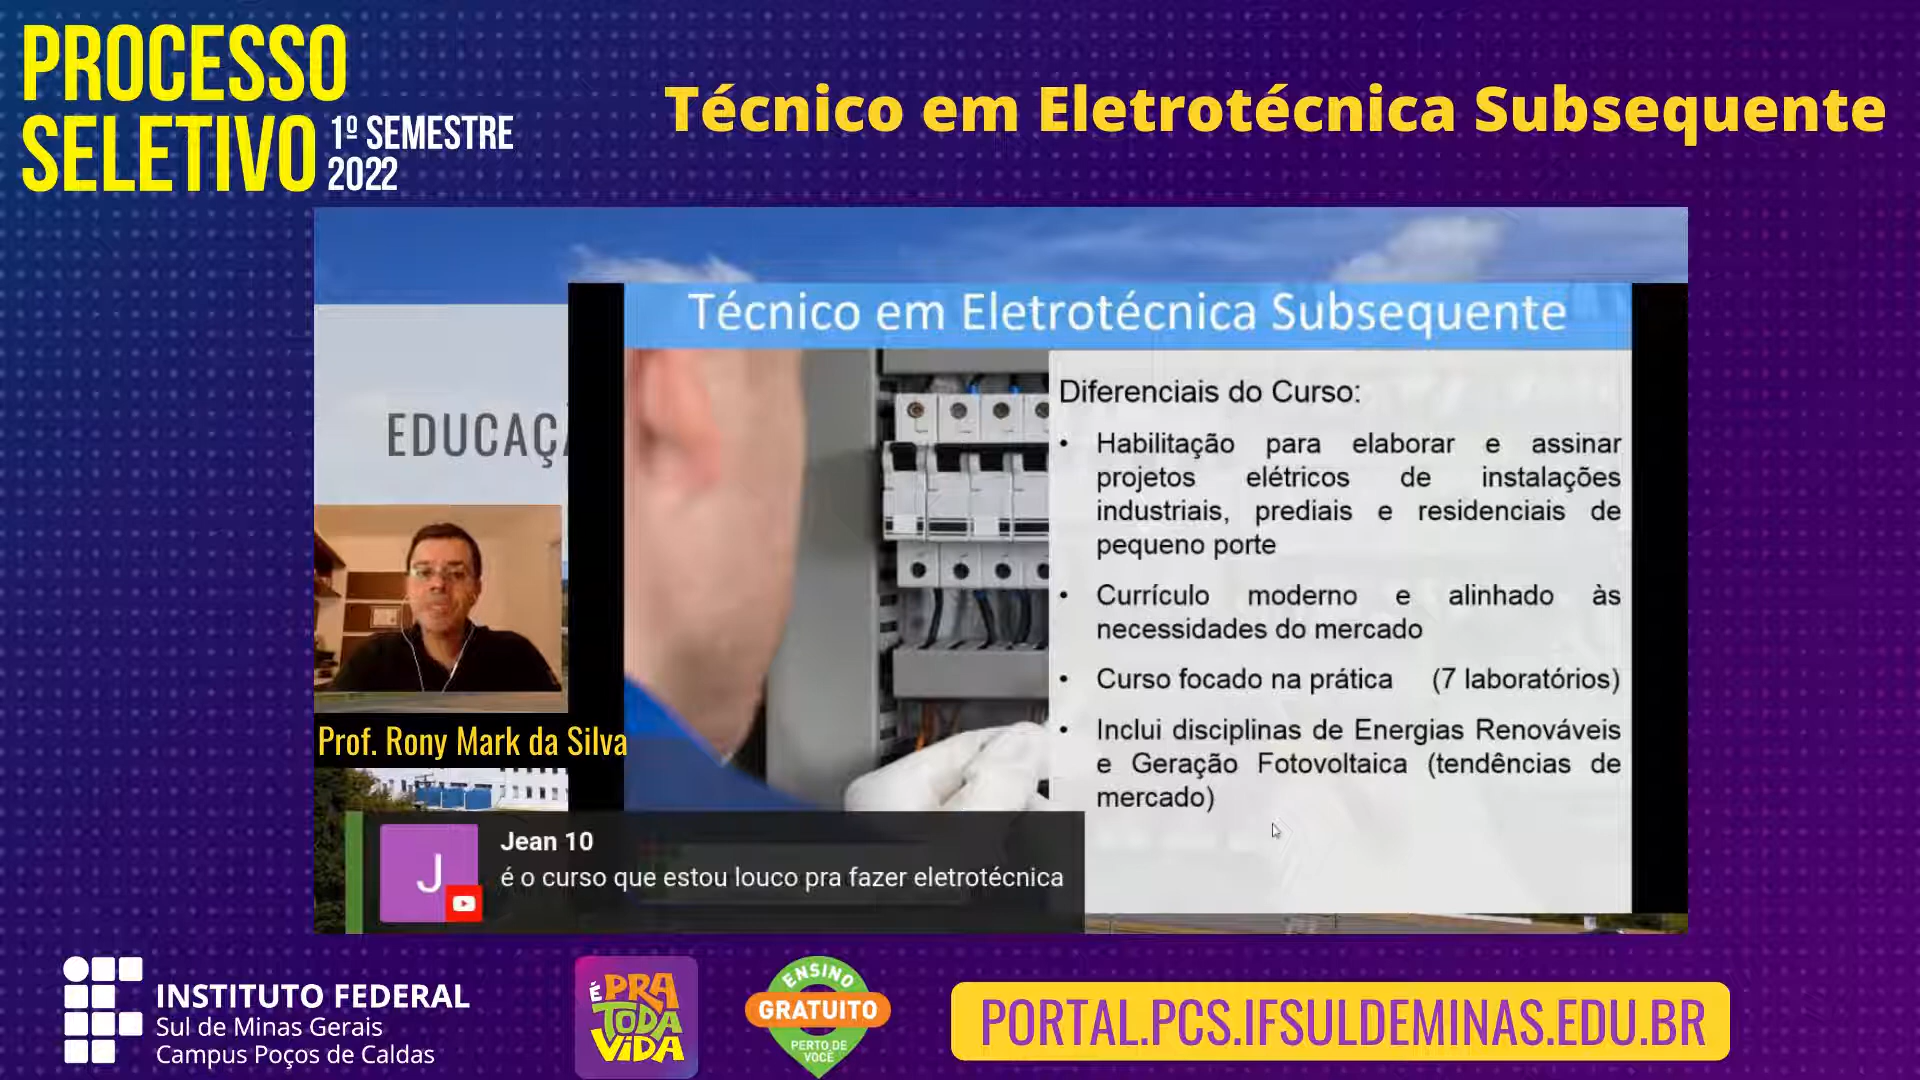 PROCESSO
SELETIVO
1º SEMESTRE
2022
Técnico em Eletrotécnica Subsequente
Técnico em Eletrotécnica Subsequente
EDUCAÇÃ
Diferenciais do Curso:
• Habilitação para elaborar e assinar
projetos elétricos de instalações
industriais, prediais e residenciais de
pequeno porte
• Currículo moderno e alinhado às
necessidades do mercado
• Curso focado na prática (7 laboratórios)
• Inclui disciplinas de Energias Renováveis
e Geração Fotovoltaica (tendências de
mercado)
Prof. Rony Mark da Silva
J
Jean 10
é o curso que estou louco pra fazer eletrotécnica
INSTITUTO FEDERAL
Sul de Minas Gerais
Campus Poços de Caldas
É PRA
TODA
VIDA
ENSINO
GRATUITO
PERTO DE
VOCÊ
PORTAL.PCS.IFSULDEMINAS.EDU.BR